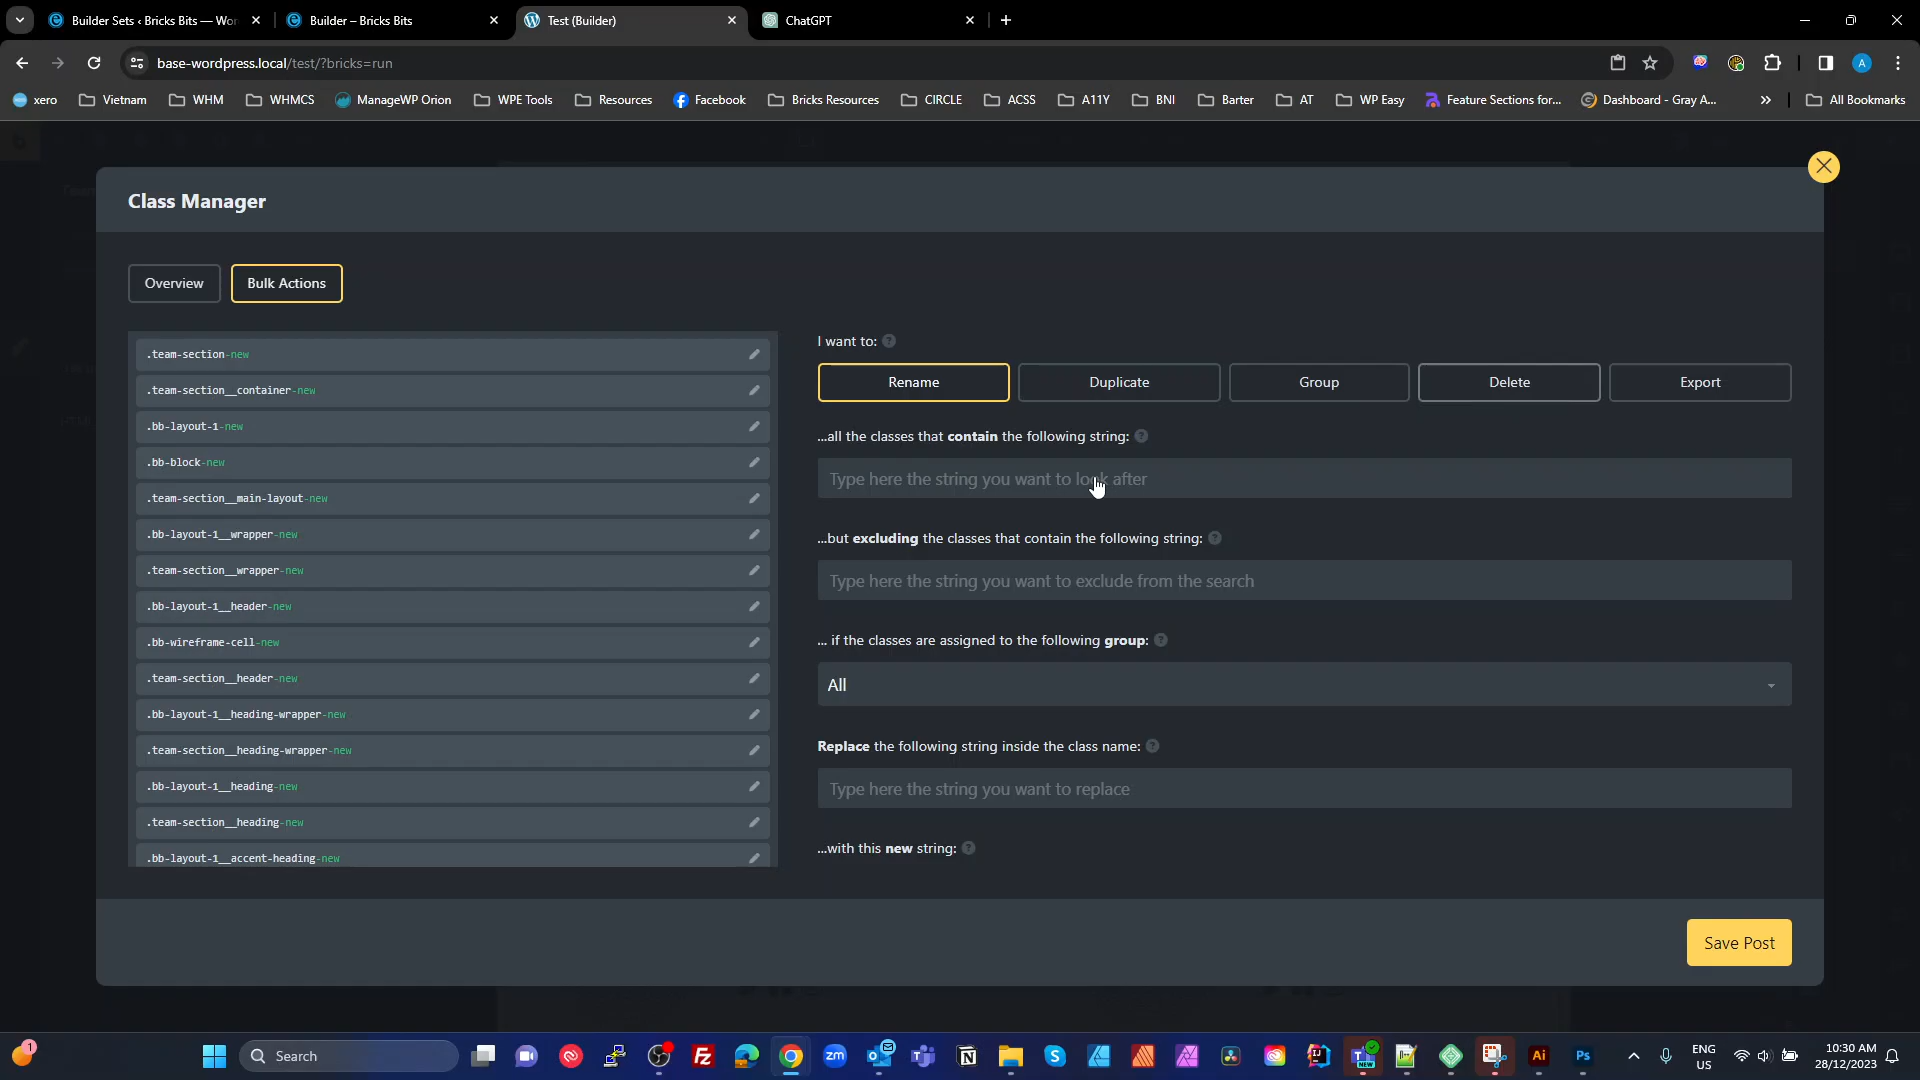 Builder Sets ‹ Bricks Bits — Wo
Builder – Bricks Bits
Test (Builder)
ChatGPT
base-wordpress.local/test/?bricks=run
A
xero
Vietnam
WHM
WHMCS
ManageWP Orion
WPE Tools
Resources
Facebook
Bricks Resources
CIRCLE
ACSS
A11Y
BNI
Barter
AT
WP Easy
Feature Sections for...
Dashboard - Gray A...
»
All Bookmarks
Class Manager
Overview
Bulk Actions
.team-section-new
.team-section__container-new
.bb-layout-1-new
.bb-block-new
.team-section__main-layout-new
.bb-layout-1__wrapper-new
.team-section__wrapper-new
.bb-layout-1__header-new
.bb-wireframe-cell-new
.team-section__header-new
.bb-layout-1__heading-wrapper-new
.team-section__heading-wrapper-new
.bb-layout-1__heading-new
.team-section__heading-new
.bb-layout-1__accent-heading-new
I want to: ?
Rename
Duplicate
Group
Delete
Export
...all the classes that contain the following string: ?
Type here the string you want to look after
...but excluding the classes that contain the following string: ?
Type here the string you want to exclude from the search
... if the classes are assigned to the following group: ?
All
Replace the following string inside the class name: ?
Type here the string you want to replace
...with this new string: ?
Save Post
1
Search
zm
NEW
Ai
Ps
ENG
US
10:30 AM
28/12/2023